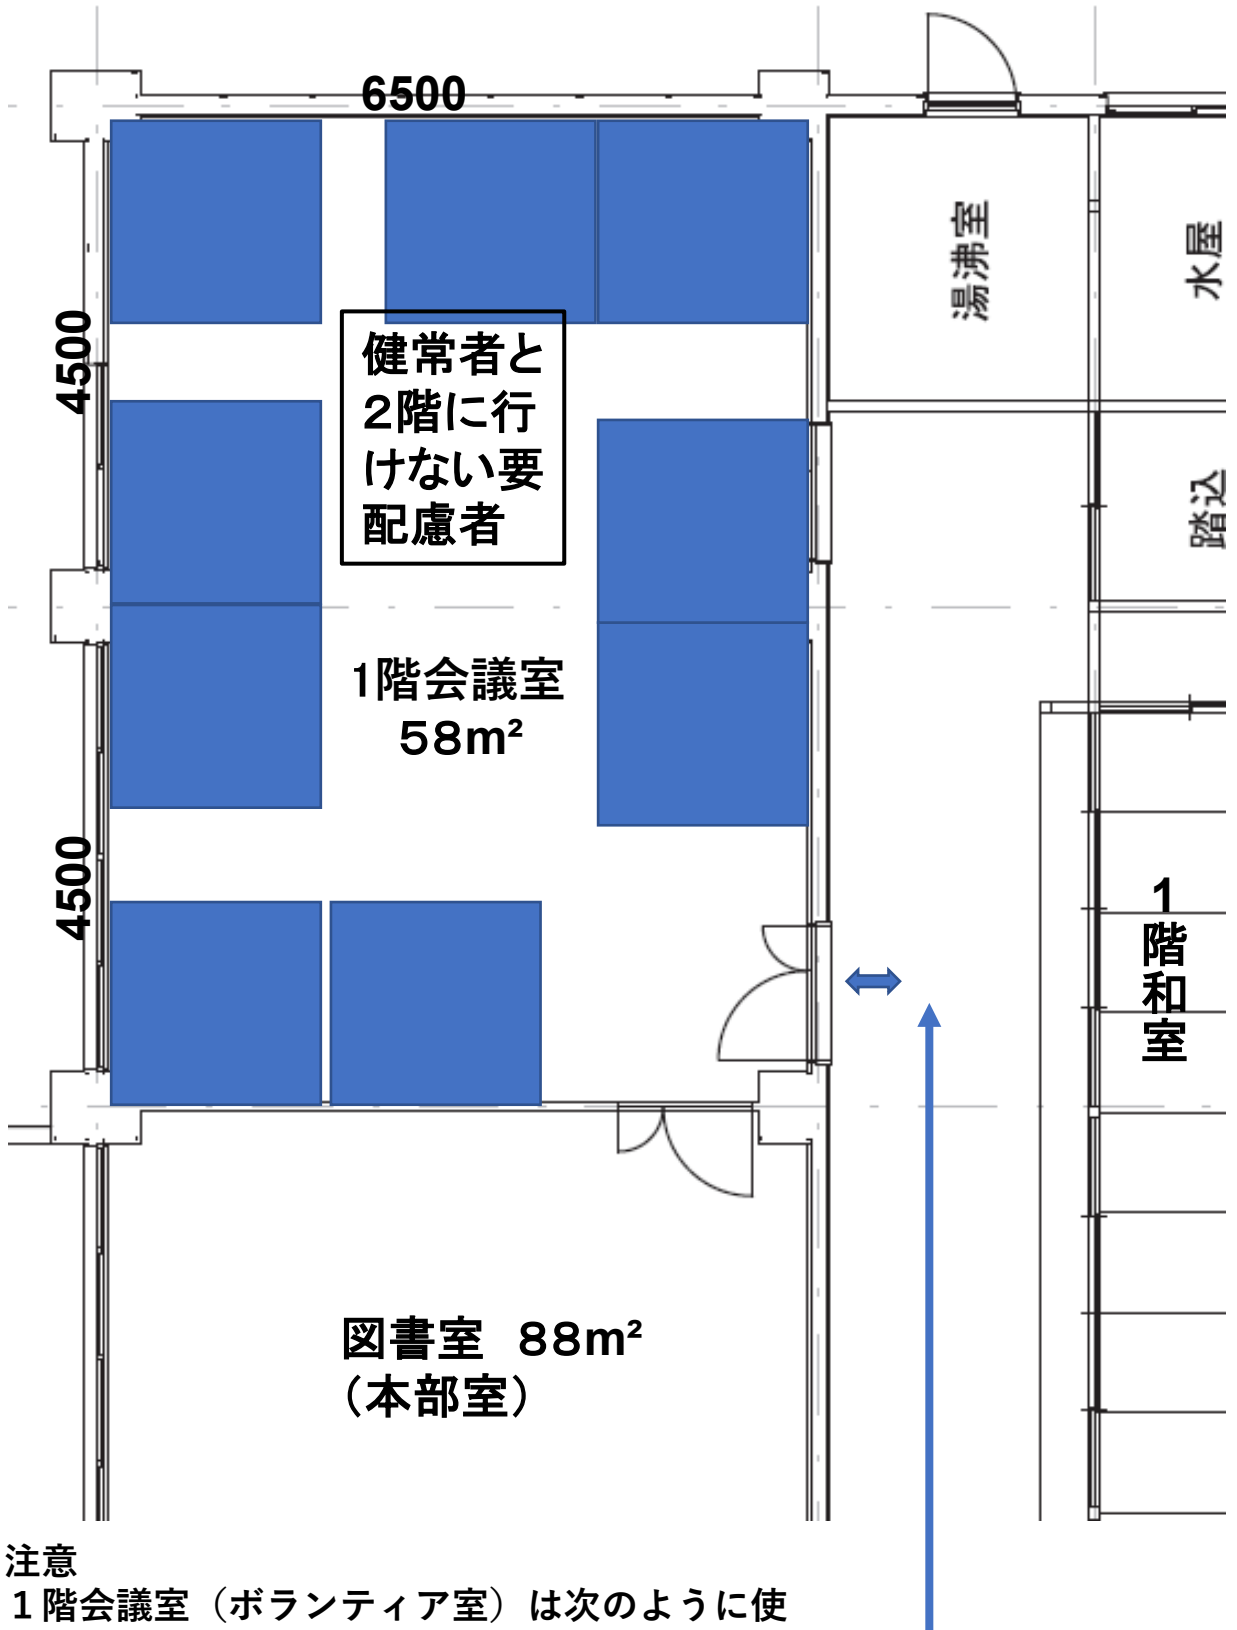 6500
湯沸室
水屋
4500
健常者と
２階に行
けない要
配慮者
踏込
1階会議室
58m²
4500
1階和室
図書室　88m²
（本部室）
注意
１階会議室（ボランティア室）は次のように使